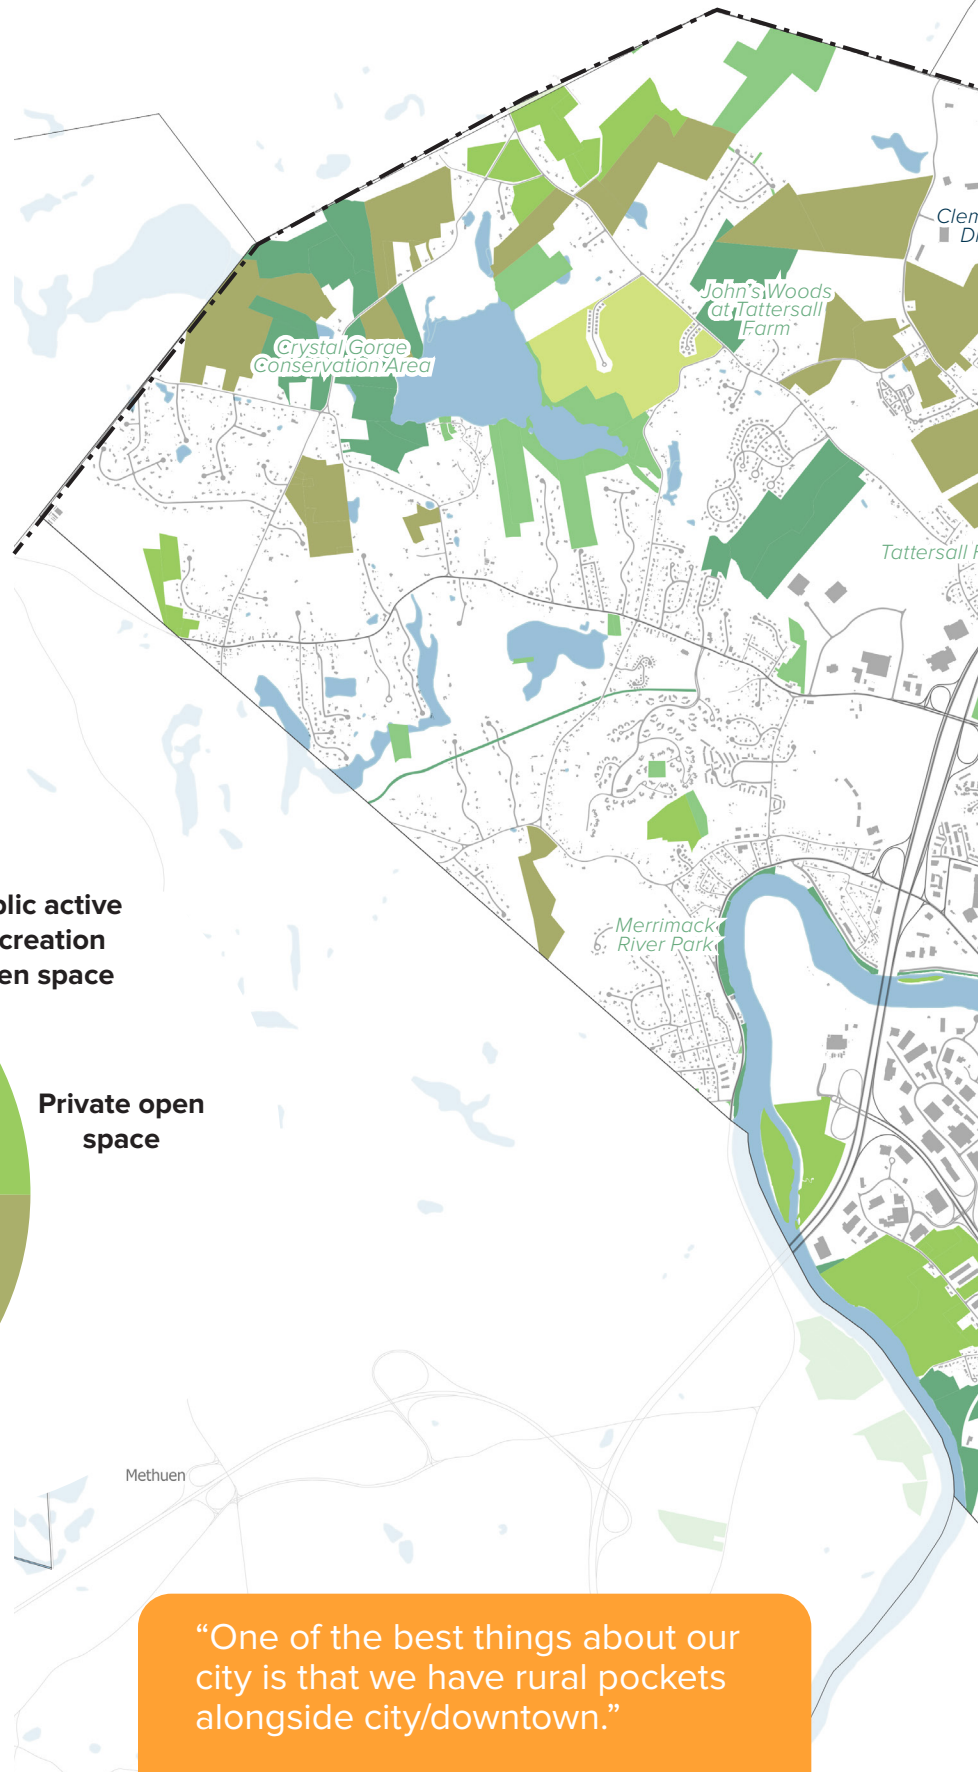 Clem
Di
John's Woods
at Tattersall
Farm
Crystal Gorge
Conservation Area
Tattersall F
blic active
creation
en space
Merrimack
River Park
Private open
space
Methuen
“One of the best things about our
city is that we have rural pockets
alongside city/downtown.”